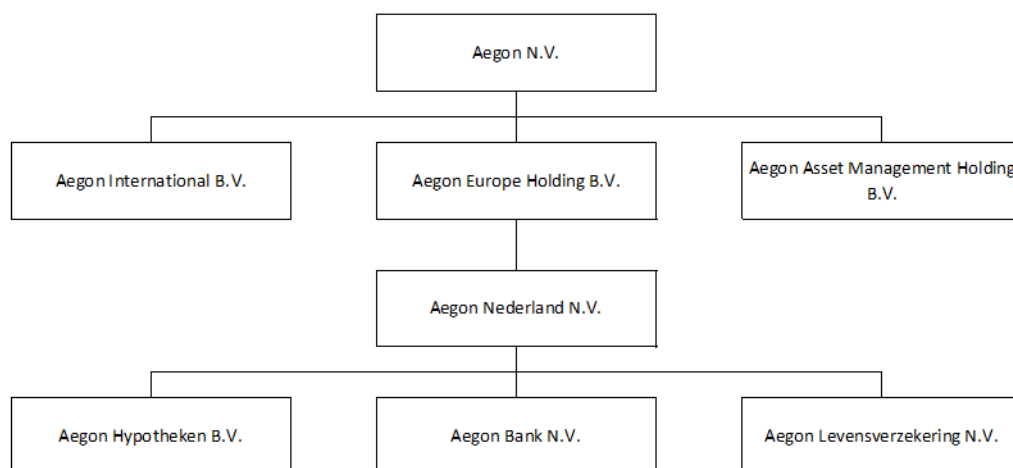 Aegon N.V.
Aegon International B.V.
Aegon Europe Holding B.V.
Aegon Asset Management Holding
B.V.
Aegon Nederland N.V.
Aegon Hypotheken B.V.
Aegon Bank N.V.
Aegon Levensverzekering N.V.